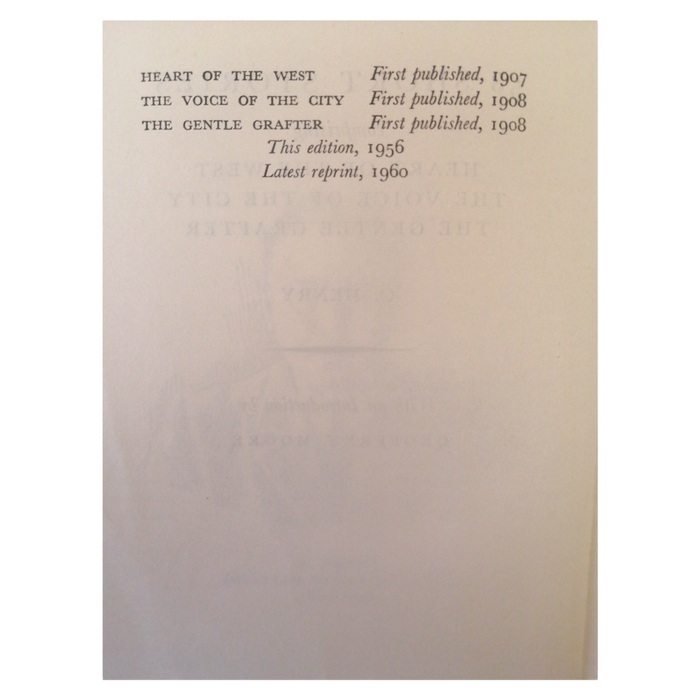 HEART OF THE WEST First published, 1907
THE VOICE OF THE CITY First published, 1908
THE GENTLE GRAFTER First published, 1908
This edition, 1956
Latest reprint, 1960